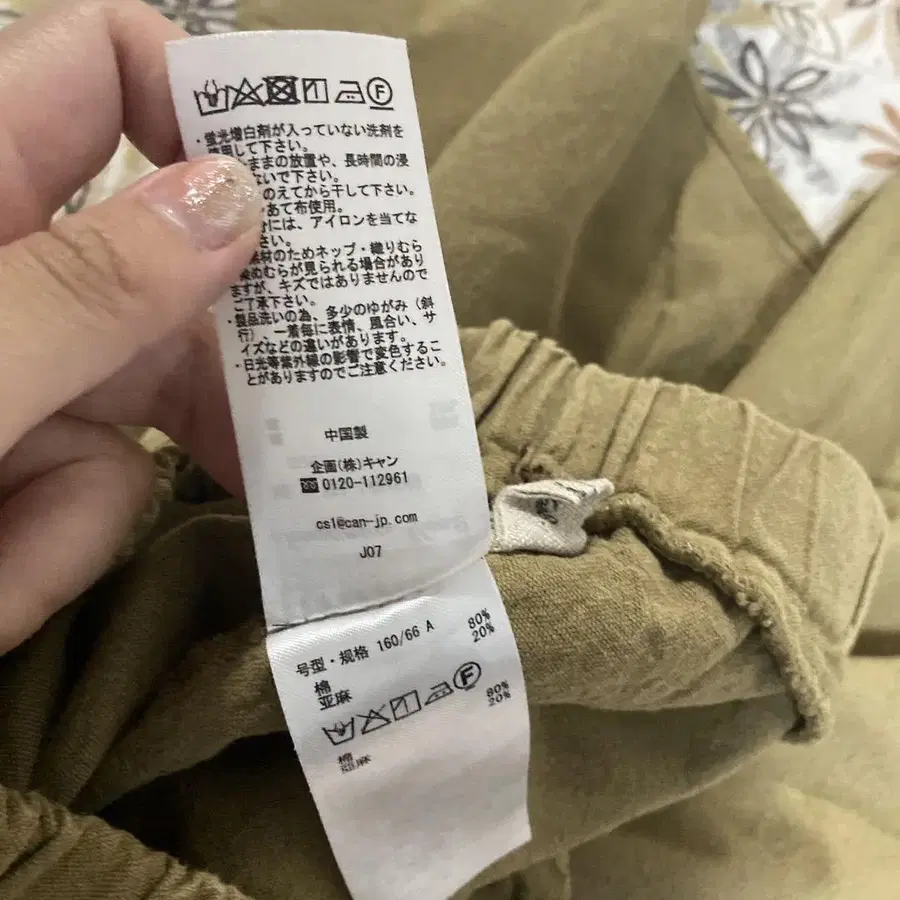 F
・蛍光増白剤が入っていない洗剤を
使用して下さい。
ままの放置や、長時間の浸
ないで下さい。
のえてから干して下さい。
あて布使用。
には、アイロンを当てな
さい。
素材のためネップ・織りむら
染めむらが見られる場合があり
ますが、キズではありませんので
ご了承下さい。
・製品洗いの為、多少のゆがみ（斜
行）、一着毎に表情、風合い、サ
イズなどの違いがあります。
・日光等紫外線の影響で変色するこ
とがありますのでご注意ください。
中国製
企画(株)キャン
0120-112961
cs1@can-jp.com
J07
号型・规格 160/66 A
棉 80%
亚麻 20%
F
棉 80%
亚麻 20%